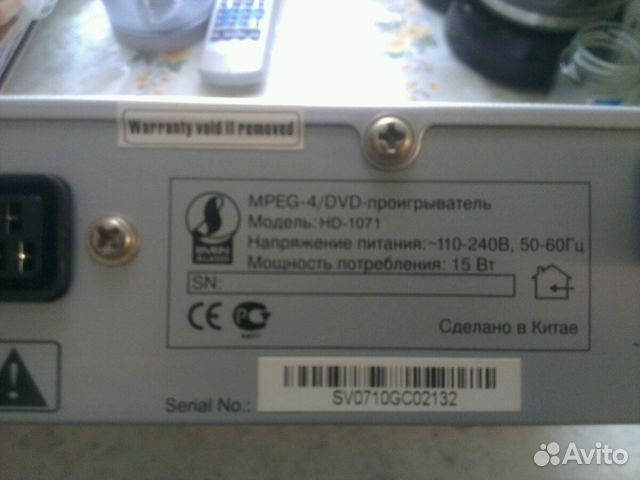 Warranty void if removed
MPEG-4/DVD-проигрыватель
Модель: HD-1071
Напряжение питания:~110-240В, 50-60Гц
Мощность потребления: 15 Вт
SN:
CE
Сделано в Китае
Serial No.:
SV0710GC02132
Avito